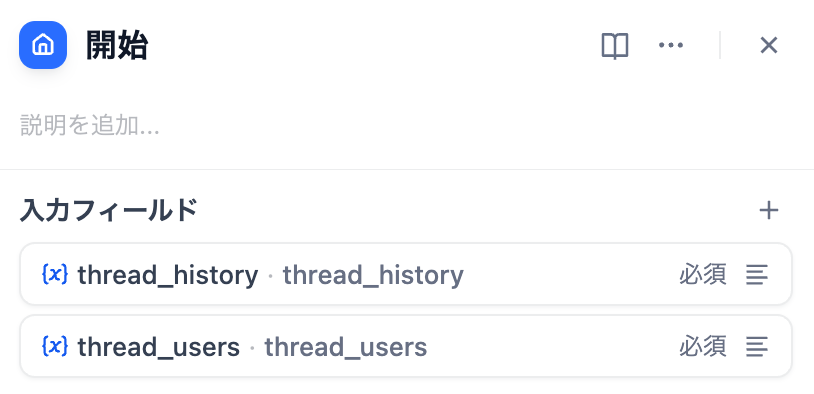 開始
説明を追加...
入力フィールド
{x} thread_history · thread_history 必須
{x} thread_users · thread_users 必須